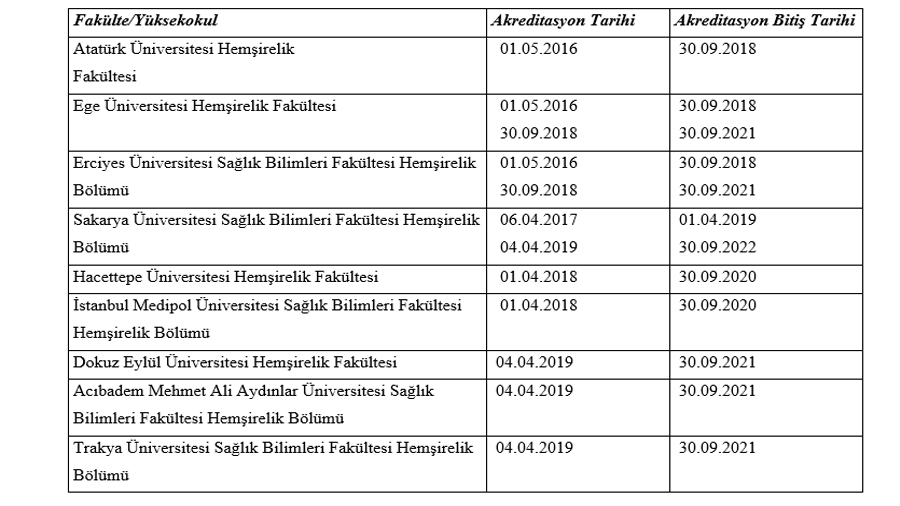 Fakülte/Yüksekokul Akreditasyon Tarihi Akreditasyon Bitiş Tarihi
Atatürk Üniversitesi Hemşirelik 01.05.2016 30.09.2018
Fakültesi
Ege Üniversitesi Hemşirelik Fakültesi 01.05.2016 30.09.2018
30.09.2018 30.09.2021
Erciyes Üniversitesi Sağlık Bilimleri Fakültesi Hemşirelik 01.05.2016 30.09.2018
Bölümü 30.09.2018 30.09.2021
Sakarya Üniversitesi Sağlık Bilimleri Fakültesi Hemşirelik 06.04.2017 01.04.2019
Bölümü 04.04.2019 30.09.2022
Hacettepe Üniversitesi Hemşirelik Fakültesi 01.04.2018 30.09.2020
İstanbul Medipol Üniversitesi Sağlık Bilimleri Fakültesi 01.04.2018 30.09.2020
Hemşirelik Bölümü
Dokuz Eylül Üniversitesi Hemşirelik Fakültesi 04.04.2019 30.09.2021
Acıbadem Mehmet Ali Aydınlar Üniversitesi Sağlık 04.04.2019 30.09.2021
Bilimleri Fakültesi Hemşirelik Bölümü
Trakya Üniversitesi Sağlık Bilimleri Fakültesi Hemşirelik 04.04.2019 30.09.2021
Bölümü